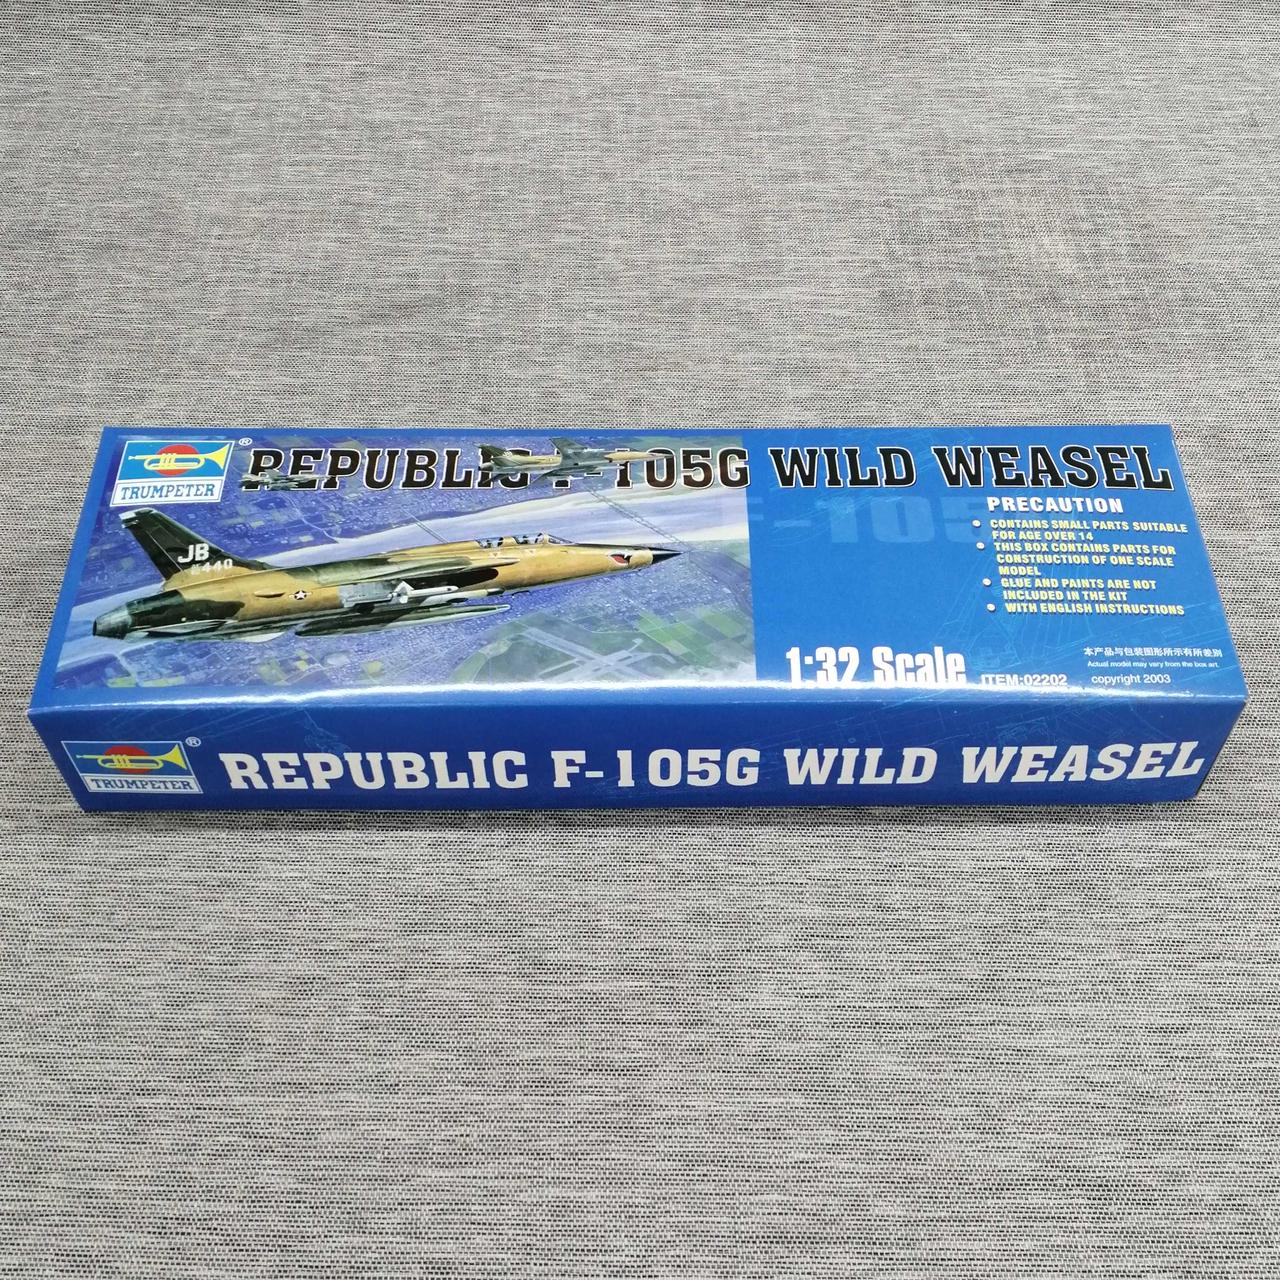 TRUMPETER
®
REPUBLIC F-105G WILD WEASEL
F-105
PRECAUTION
• CONTAINS SMALL PARTS SUITABLE
FOR AGE OVER 14
• THIS BOX CONTAINS PARTS FOR
CONSTRUCTION OF ONE SCALE
MODEL
• GLUE AND PAINTS ARE NOT
INCLUDED IN THE KIT
• WITH ENGLISH INSTRUCTIONS
JB
1:32 Scale
ITEM:02202
本产品与包装图形所示有所差别
Actual model may vary from the box art.
copyright 2003
TRUMPETER
®
REPUBLIC F-105G WILD WEASEL